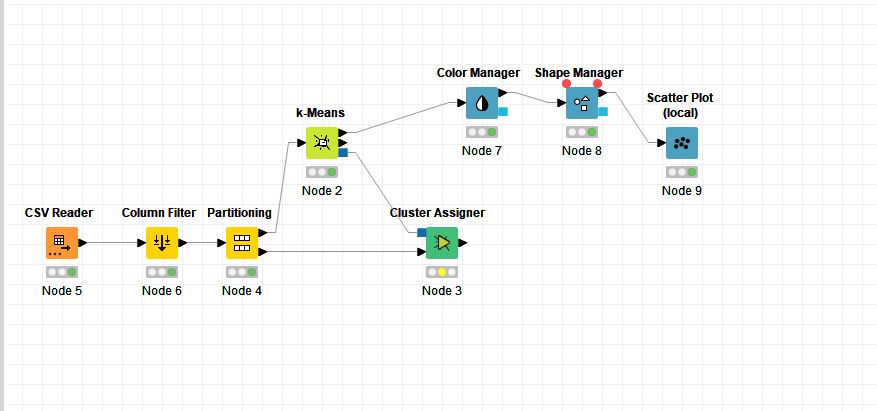 Color Manager
Shape Manager
Scatter Plot
(local)
k-Means
Node 7
Node 8
Node 9
Node 2
CSV Reader
Column Filter
Partitioning
Cluster Assigner
Node 5
Node 6
Node 4
Node 3